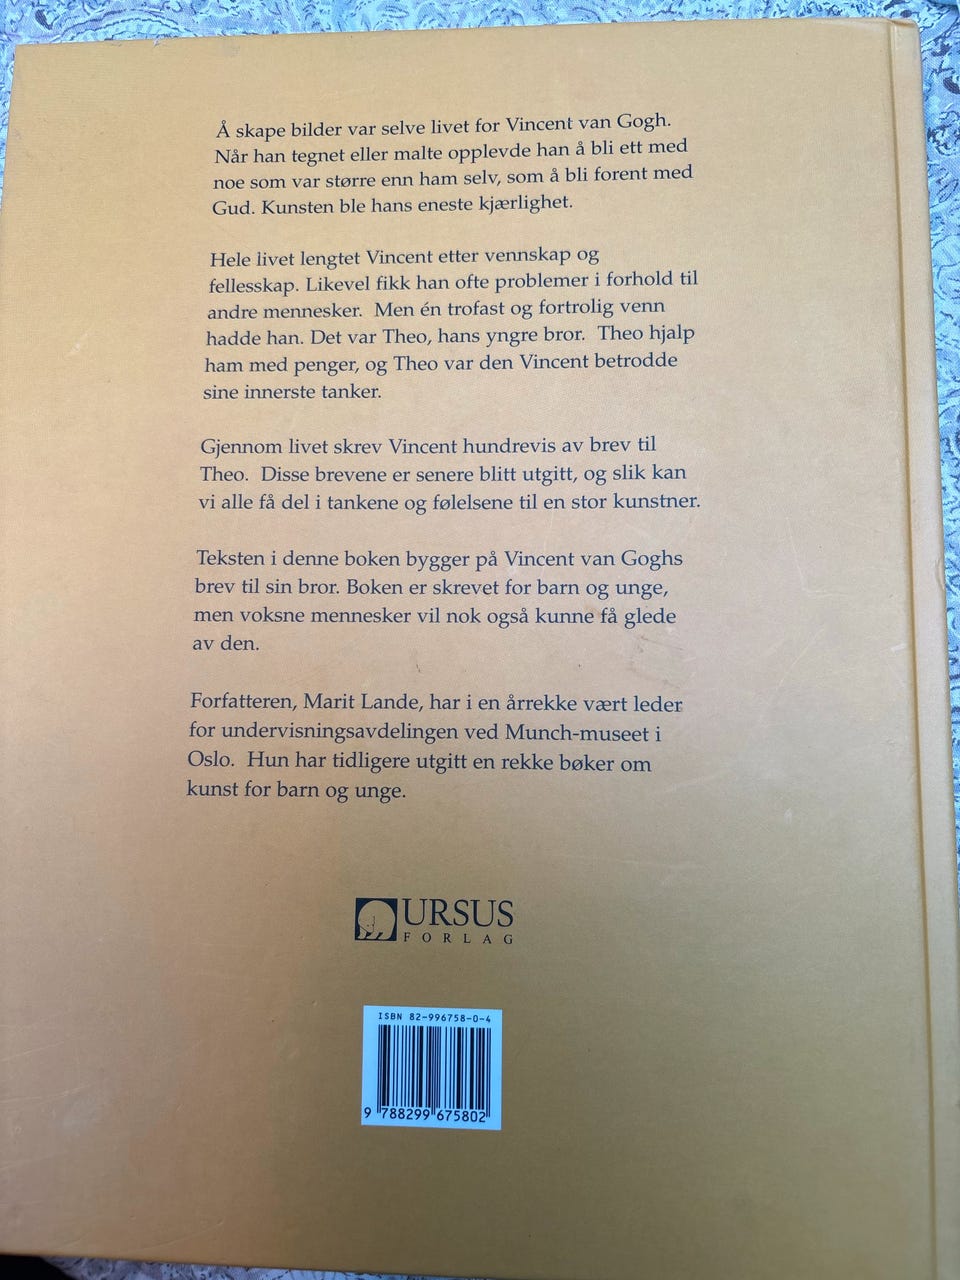 Å skape bilder var selve livet for Vincent van Gogh.
Når han tegnet eller malte opplevde han å bli ett med
noe som var større enn ham selv, som å bli forent med
Gud. Kunsten ble hans eneste kjærlighet.
Hele livet lengtet Vincent etter vennskap og
fellesskap. Likevel fikk han ofte problemer i forhold til
andre mennesker. Men én trofast og fortrolig venn
hadde han. Det var Theo, hans yngre bror. Theo hjalp
ham med penger, og Theo var den Vincent betrodde
sine innerste tanker.
Gjennom livet skrev Vincent hundrevis av brev til
Theo. Disse brevene er senere blitt utgitt, og slik kan
vi alle få del i tankene og følelsene til en stor kunstner.
Teksten i denne boken bygger på Vincent van Goghs
brev til sin bror. Boken er skrevet for barn og unge,
men voksne mennesker vil nok også kunne få glede
av den.
Forfatteren, Marit Lande, har i en årrekke vært leder
for undervisningsavdelingen ved Munch-museet i
Oslo. Hun har tidligere utgitt en rekke bøker om
kunst for barn og unge.
URSUS
FORLAG
ISBN 82-996758-0-4
9 788299 675802